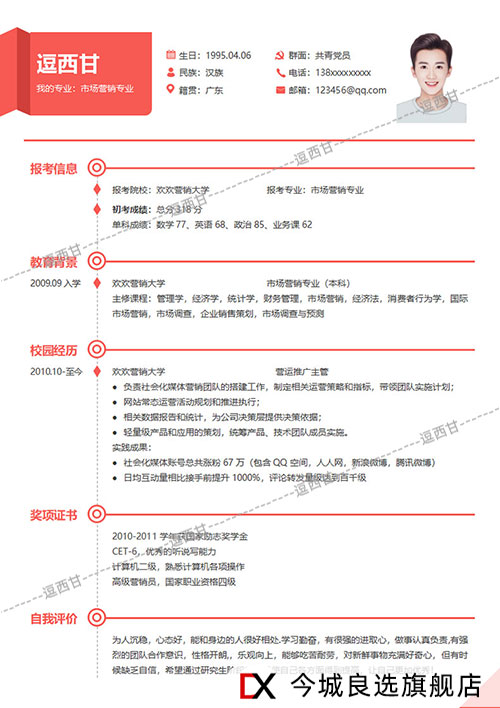 逗西甘
我的专业：市场营销专业
生日：1995.04.06
群面：共青党员
民族：汉族
电话：138xxxxxxxxx
籍贯：广东
邮箱：123456@qq.com
报考信息
报考院校：欢欢营销大学 报考专业：市场营销专业
初考成绩：总分 318 分
单科成绩：数学 77、英语 68、政治 85、业务课 62
教育背景
2009.09 入学 欢欢营销大学 市场营销专业（本科）
主修课程：管理学，经济学，统计学，财务管理，市场营销，经济法，消费者行为学，国际
市场营销，市场调查，企业销售策划，市场调查与预测
校园经历
2010.10-至今 欢欢营销大学 营运推广主管
● 负责社会化媒体营销团队的搭建工作，制定相关运营策略和指标，带领团队实施计划；
● 网站常态运营活动规划和推进执行；
● 相关数据报告和统计，为公司决策层提供决策依据；
● 轻量级产品和应用的策划，统筹产品、技术团队成员实施。
实践成果：
● 社会化媒体账号总共涨粉 67 万（包含 QQ 空间，人人网，新浪微博，腾讯微博）
● 日均互动量相比接手前提升 1000%，评论转发量级达到百千级
奖项证书
2010-2011 学年获国家励志奖学金
CET-6，优秀的听说写能力
计算机二级，熟悉计算机各项操作
高级营销员，国家职业资格四级
自我评价
为人沉稳，心态好，能和身边的人很好相处.学习勤奋，有很强的进取心，做事认真负责,有强
烈的团队合作意识，性格开朗,，乐观向上，能够吃苦耐劳，对新鲜事物充满好奇心，但有时
候缺乏自信，希望通过研究生阶
DX 今城良选旗舰店
逗西甘
逗西甘
逗西甘
逗西甘
逗西甘
逗西甘